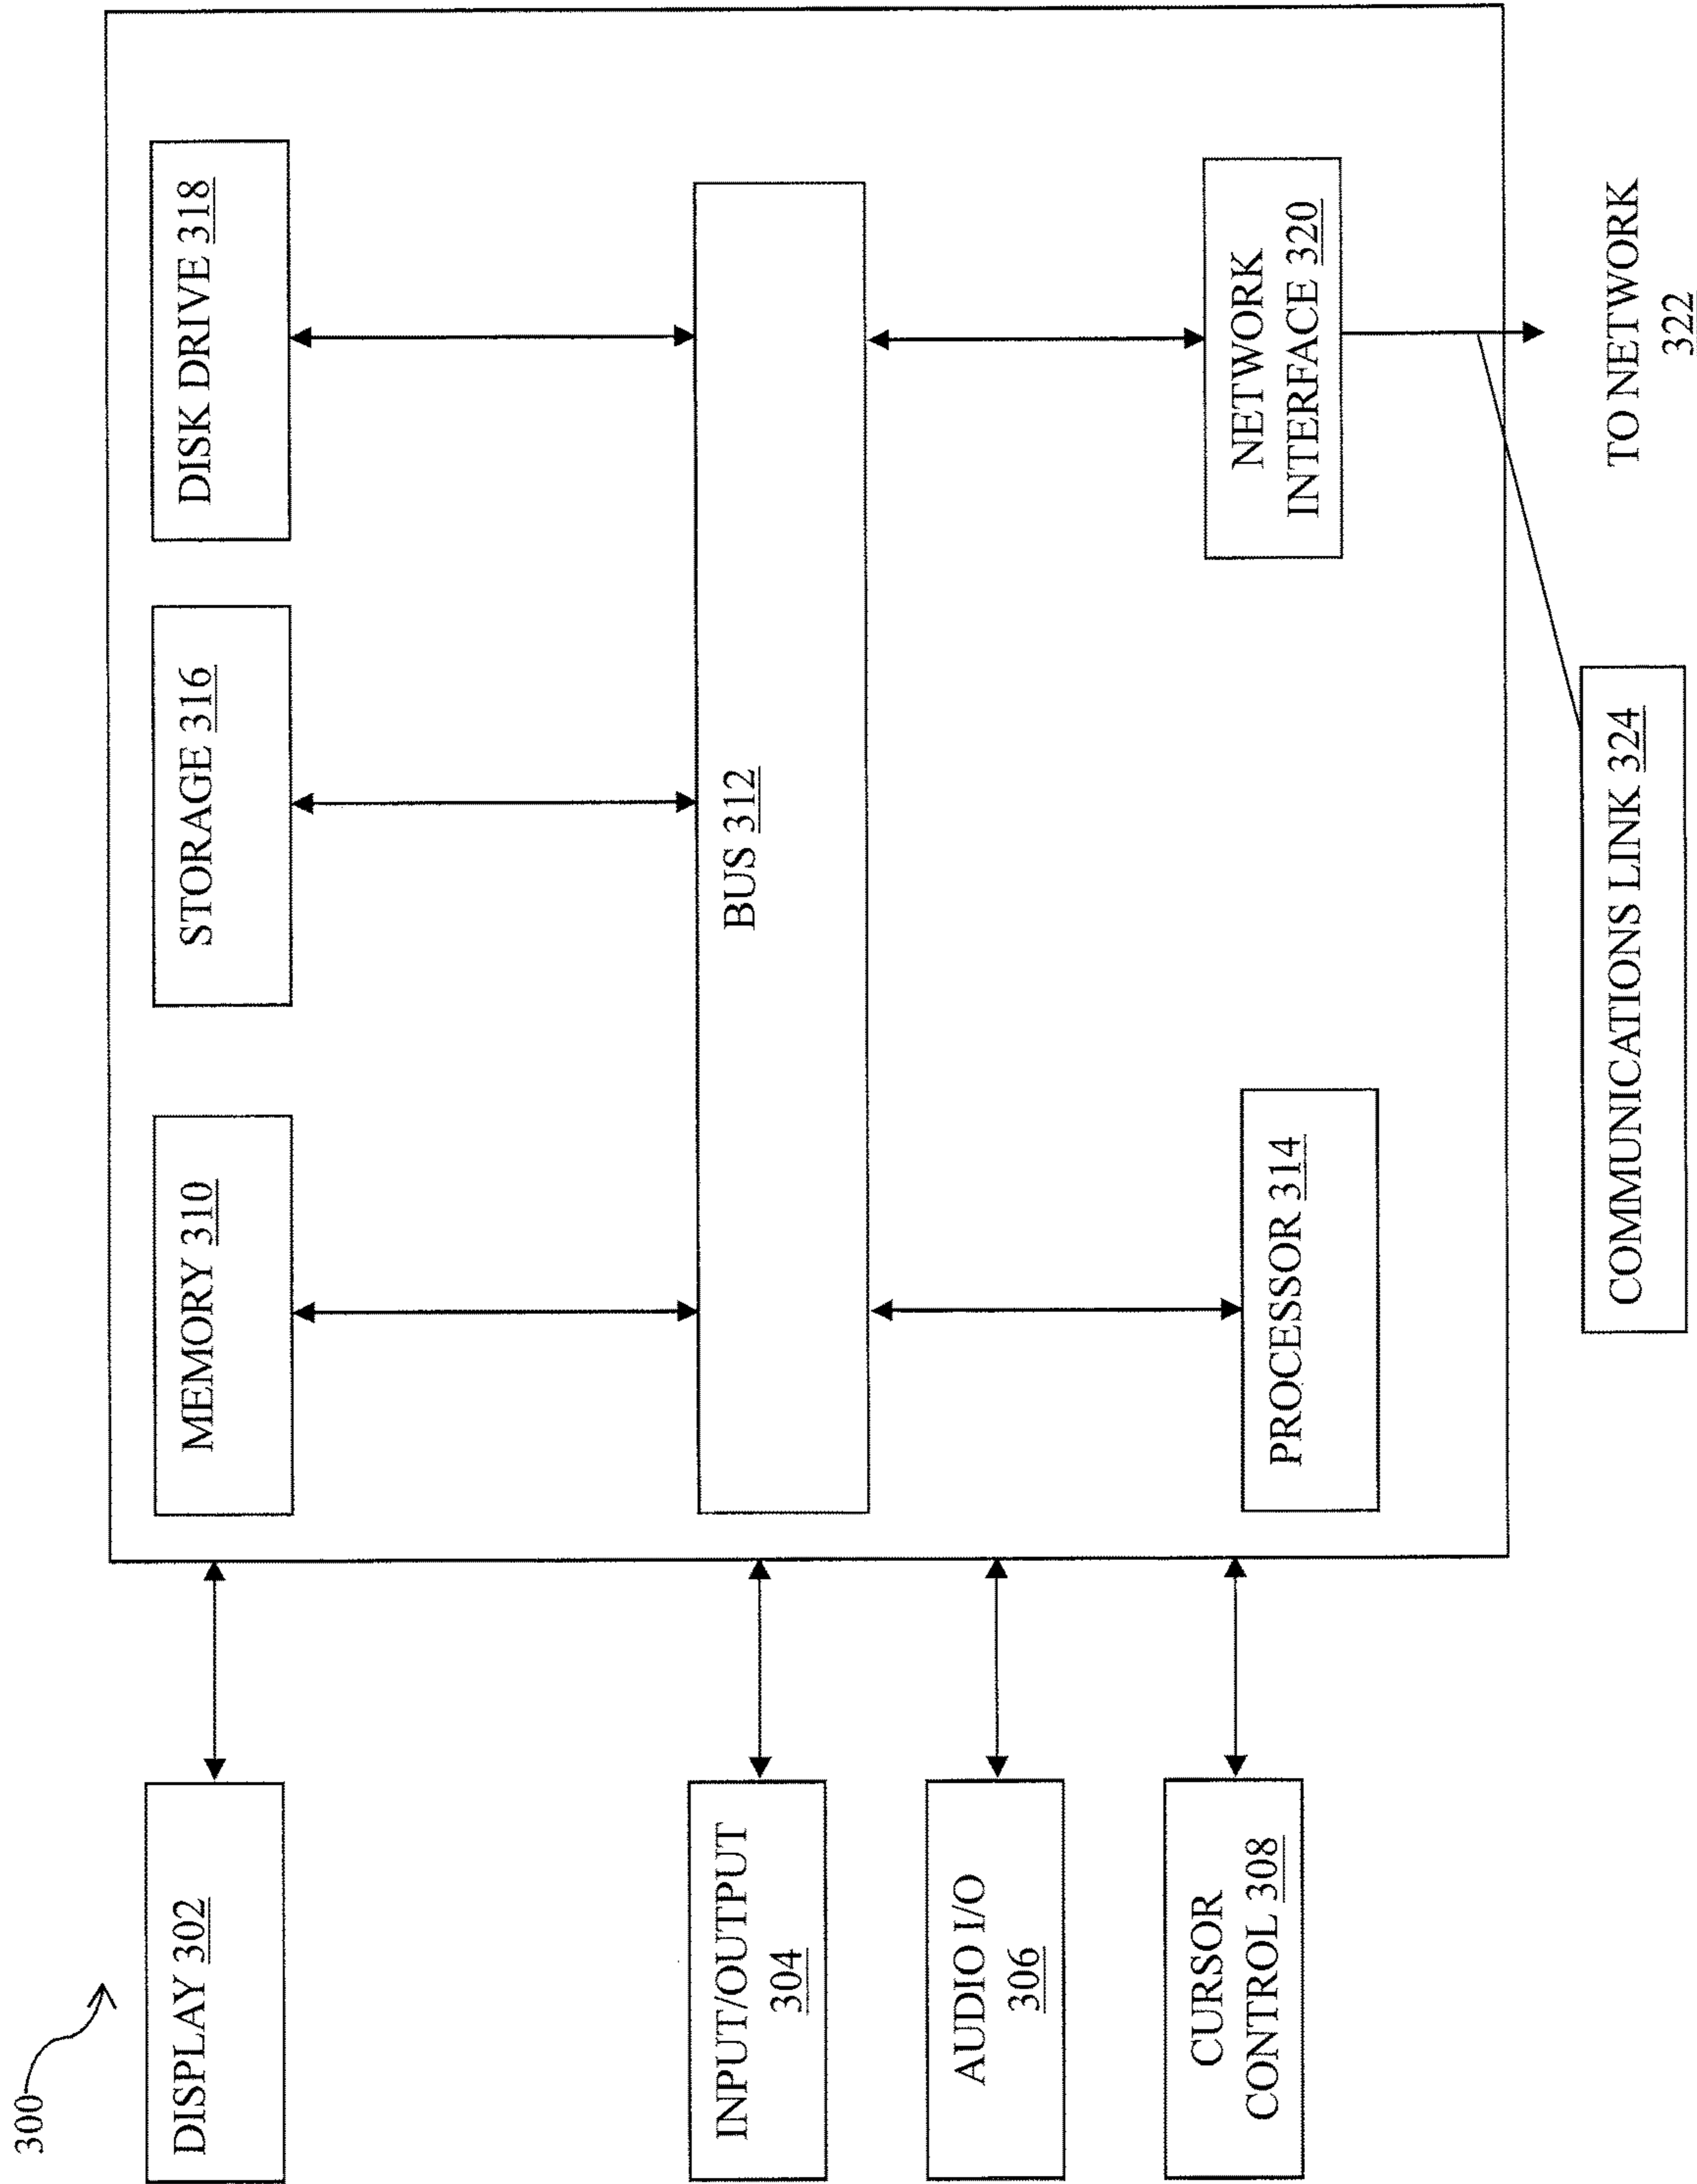 300
DISPLAY 302
INPUT/OUTPUT
304
AUDIO I/O
306
CURSOR
CONTROL 308
MEMORY 310
STORAGE 316
DISK DRIVE 318
BUS 312
PROCESSOR 314
NETWORK
INTERFACE 320
COMMUNICATIONS LINK 324
TO NETWORK
322